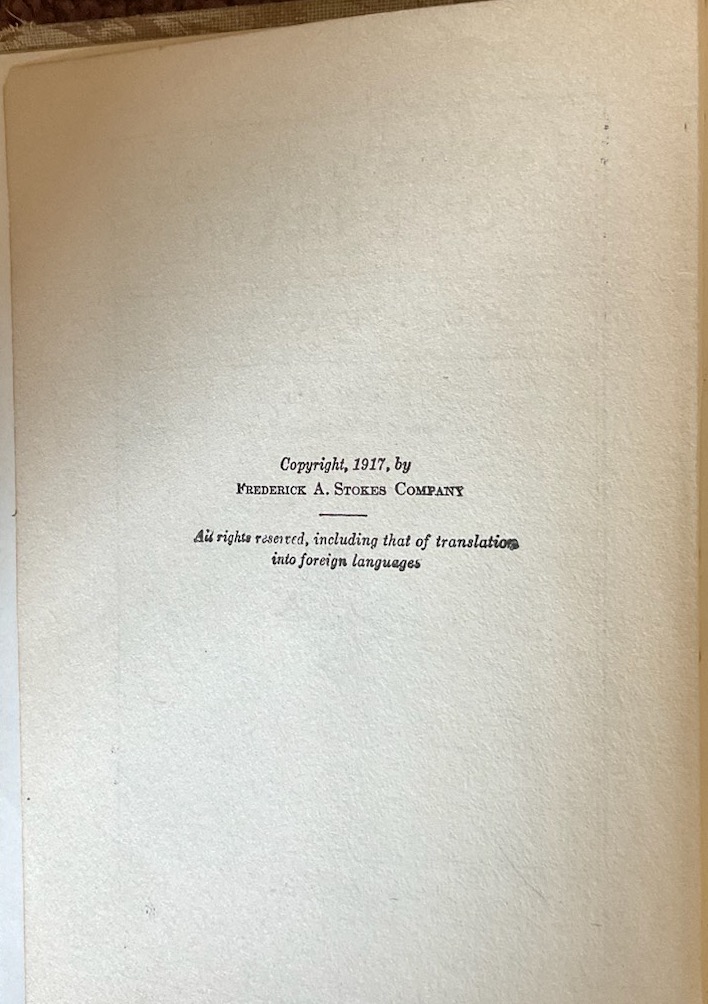 Copyright, 1917, by
FREDERICK A. STOKES COMPANY
All rights reserved, including that of translation
into foreign languages